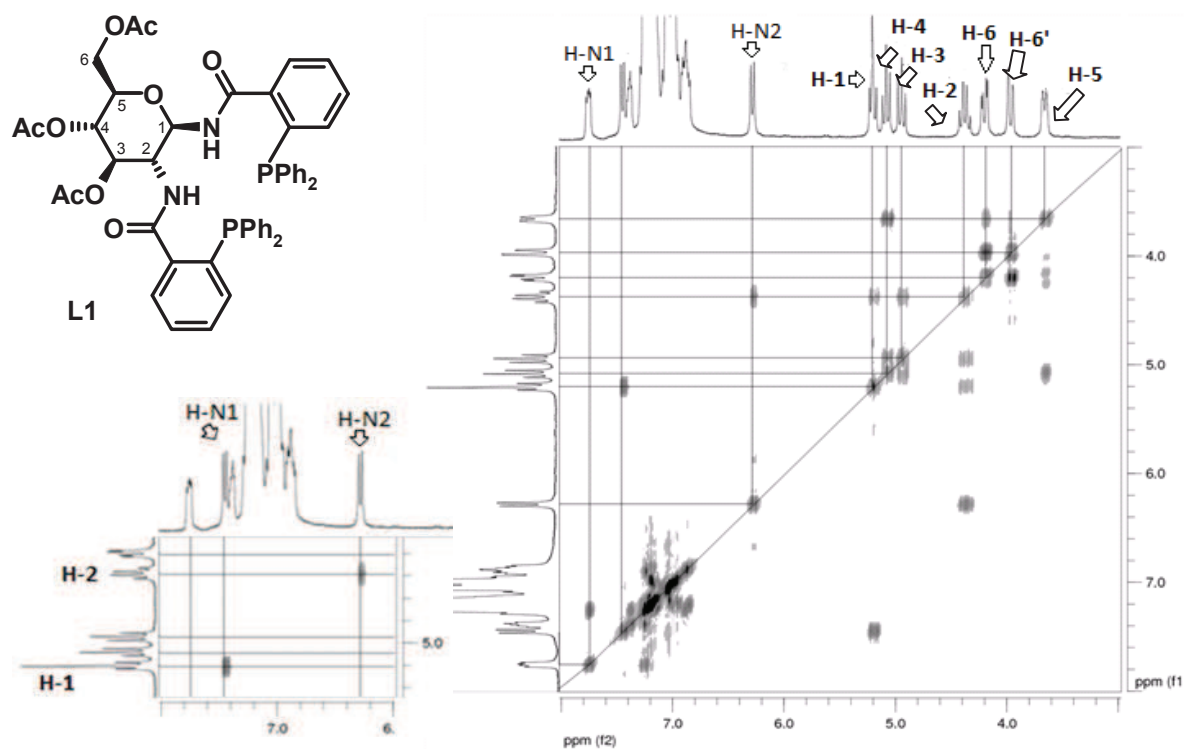 OAc
6
O
5
O
AcO
4
1
N
H
3
2
PPh2
AcO
NH
O
PPh2
L1
H-N1
H-N2
H-1
H-4
H-3
H-2
H-6
H-6'
H-5
4.0
5.0
6.0
7.0
ppm (f1
7.0
6.0
5.0
4.0
ppm (f2)
H-N1
H-N2
H-2
H-1
5.0
7.0
6.